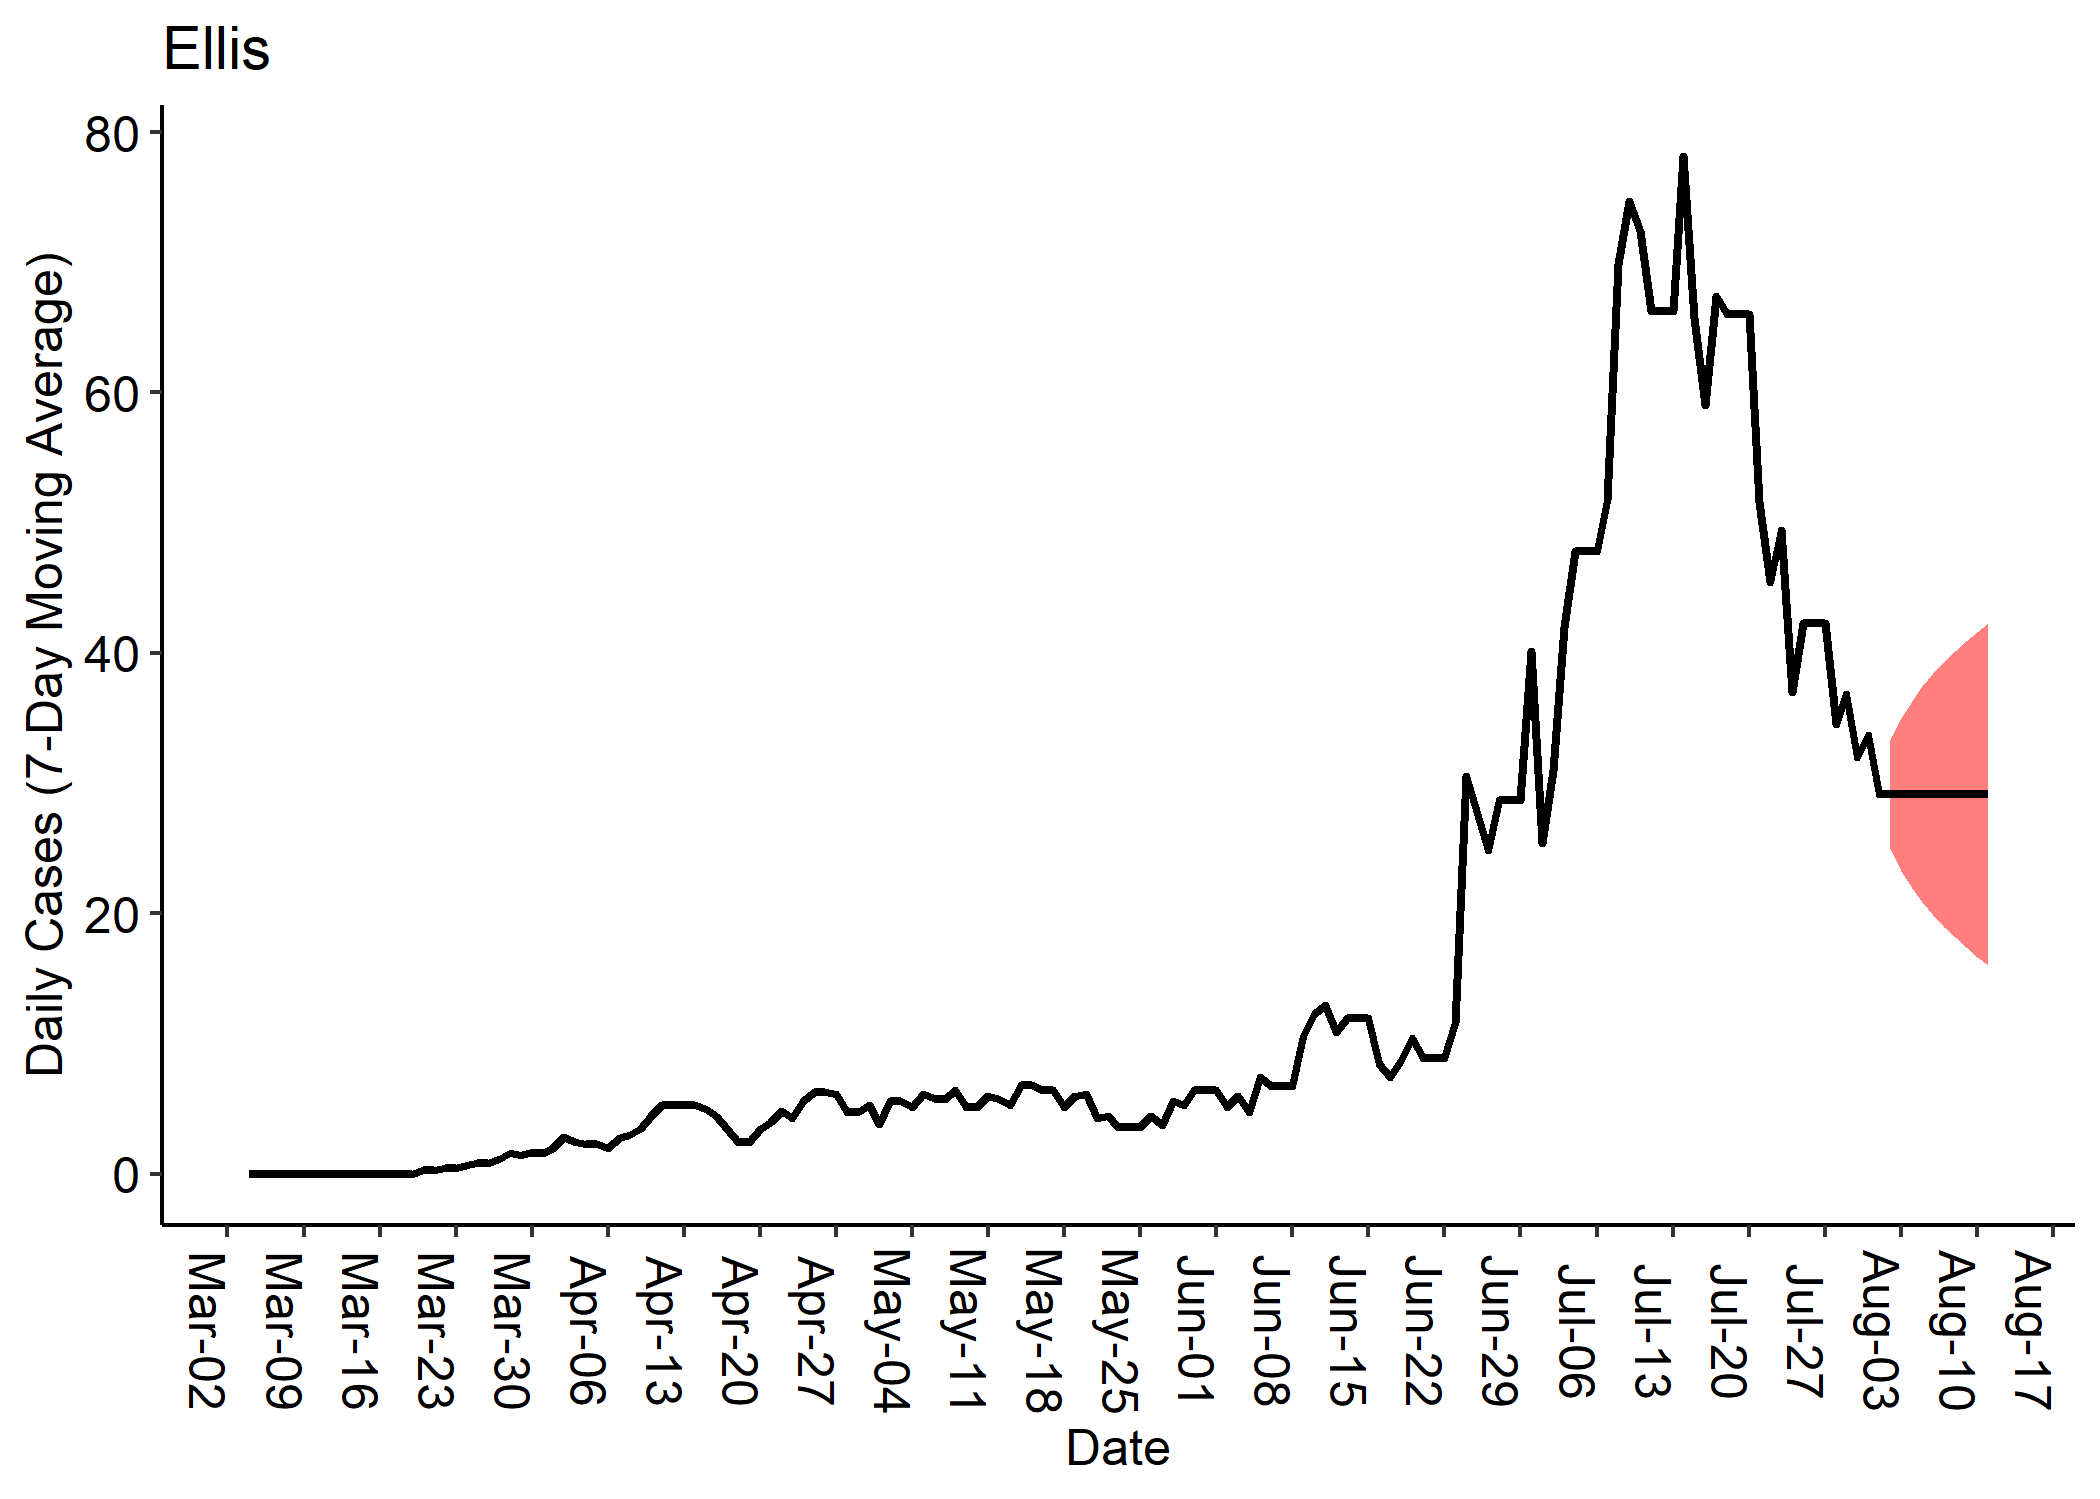 Ellis
Daily Cases (7-Day Moving Average)
80
60
40
20
0
Mar-02
Mar-09
Mar-16
Mar-23
Mar-30
Apr-06
Apr-13
Apr-20
Apr-27
May-04
May-11
May-18
May-25
Jun-01
Jun-08
Jun-15
Jun-22
Jun-29
Jul-06
Jul-13
Jul-20
Jul-27
Aug-03
Aug-10
Aug-17
Date